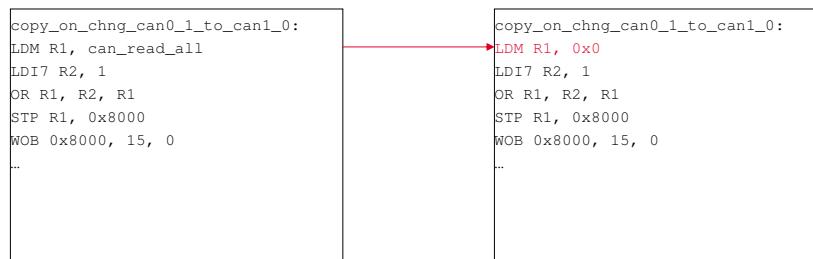 copy_on_chng_can0_1_to_can1_0:
LDM R1, can_read_all
LDI7 R2, 1
OR R1, R2, R1
STP R1, 0x8000
WOB 0x8000, 15, 0
…
copy_on_chng_can0_1_to_can1_0:
LDM R1, 0x0
LDI7 R2, 1
OR R1, R2, R1
STP R1, 0x8000
WOB 0x8000, 15, 0
…